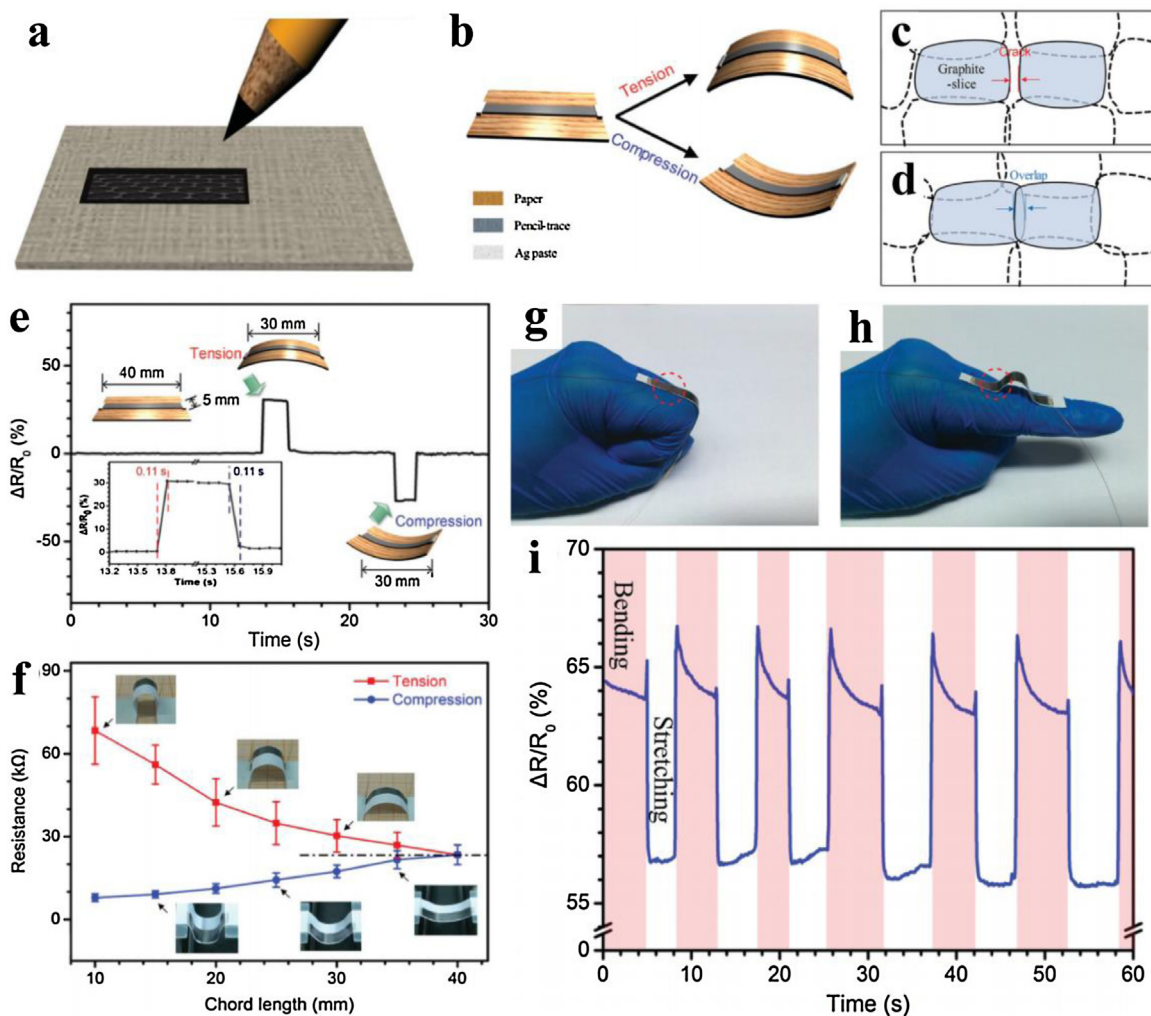 a
b
Tension
Compression
Paper
Pencil-trace
Ag paste
c
Crack
Graphite
-slice
d
Overlap
e
ΔR/R0 (%)
50
0
-50
0
10
20
30
Time (s)
40 mm
5 mm
Tension
30 mm
Compression
30 mm
0.11 s
0.11 s
ΔR/R0 (%)
30
20
10
0
13.2 13.5 13.8 15.3 15.6 15.9
Time (s)
f
Tension
Compression
Resistance (kΩ)
90
60
30
0
10 15 20 25 30 35 40
Chord length (mm)
g
h
i
ΔR/R0 (%)
70
65
60
55
0
Bending
Stretching
0 10 20 30 40 50 60
Time (s)